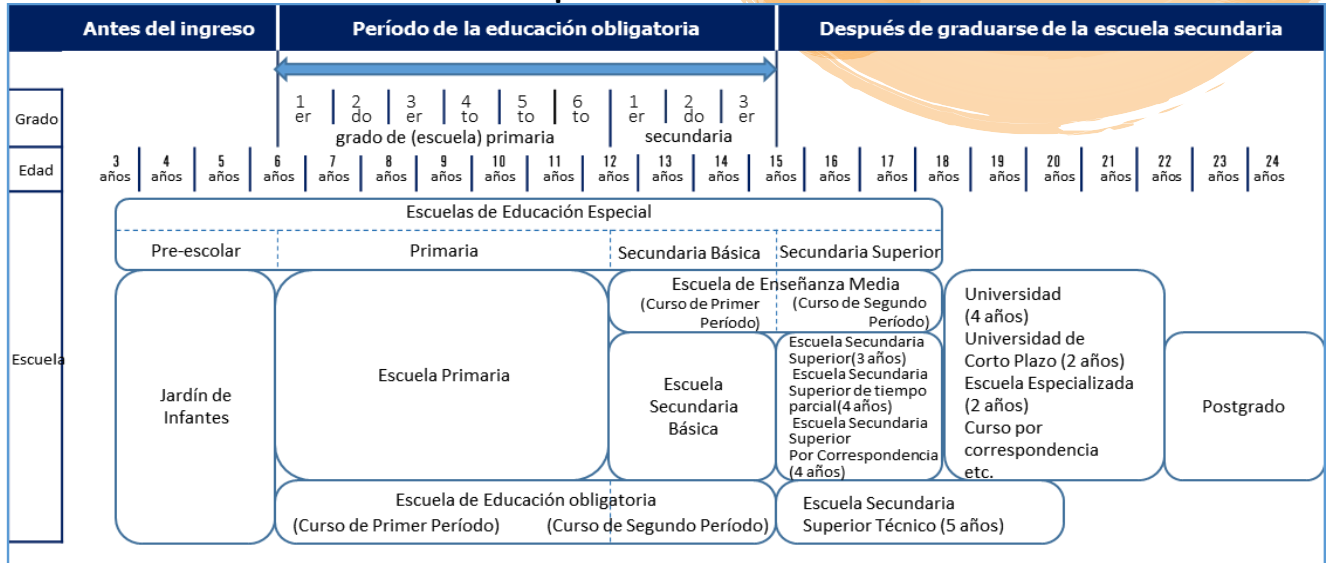 Antes del ingreso
Período de la educación obligatoria
Después de graduarse de la escuela secundaria
Grado
1 er
2 do
3 er
4 to
5 to
6 to
1 er
2 do
3 er
grado de (escuela) primaria
secundaria
Edad
3 años
4 años
5 años
6 años
7 años
8 años
9 años
10 años
11 años
12 años
13 años
14 años
15 años
16 años
17 años
18 años
19 años
20 años
21 años
22 años
23 años
24 años
Escuela
Escuelas de Educación Especial
Pre-escolar
Primaria
Secundaria Básica
Secundaria Superior
Jardín de
Infantes
Escuela Primaria
Escuela de Enseñanza Media
(Curso de Primer
Período)
(Curso de Segundo
Período)
Escuela
Secundaria
Básica
Escuela Secundaria
Superior(3 años)
Escuela Secundaria
Superior de tiempo
parcial(4 años)
Escuela Secundaria
Superior
Por Correspondencia
(4 años)
Universidad
(4 años)
Universidad de
Corto Plazo (2 años)
Escuela Especializada
(2 años)
Curso por
correspondencia
etc.
Postgrado
Escuela de Educación obligatoria
(Curso de Primer Período)
(Curso de Segundo Período)
Escuela Secundaria
Superior Técnico (5 años)